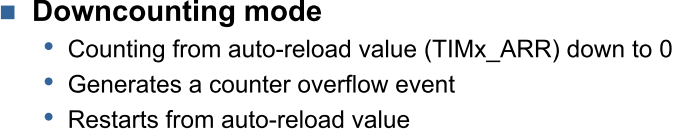 Downcounting mode
Counting from auto-reload value (TIMx_ARR) down to 0
Generates a counter overflow event
Restarts from auto-reload value